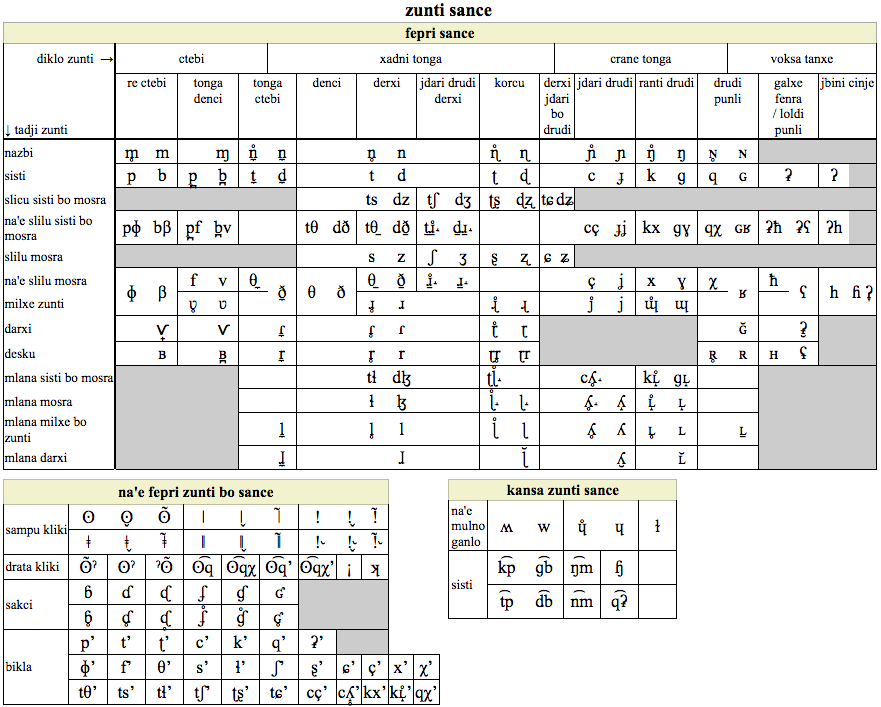 zunti sance
fepri sance
diklo zunti → ctebi xadni tonga crane tonga voksa tanxe
↓ tadji zunti re ctebi tonga denci tonga ctebi denci derxi jdari drudi derxi korcu derxi jdari bo drudi jdari drudi ranti drudi drudi punli galxe fenra / loldi punli jbini cinje
nazbi m̥ m ɱ n̼̊ n̼ n̥ n ɳ̊ ɳ ɲ̊ ɲ ŋ̊ ŋ ɴ̥ ɴ
sisti p b p̪ b̪ t̼ d̼ t d ʈ ɖ c ɟ k ɡ q ɢ ʡ ʔ
slicu sisti bo mosra ts dz tʃ dʒ ʈʂ ɖʐ tɕ dʑ
na'e slilu sisti bo mosra pɸ bβ p̪f b̪v tθ dð tθ̠ dð̠ t̠ɹ̠̊˔ d̠ɹ̠˔ cç ɟʝ kx ɡɣ qχ ɢʁ ʡħ ʡʕ ʔh
slilu mosra s z ʃ ʒ ʂ ʐ ɕ ʑ
na'e slilu mosra ɸ β f v θ̼ ð̼ θ ð θ̠ ð̠ ɹ̠̊˔ ɹ̠˔ ç ʝ x ɣ χ ʁ ħ ʕ h ɦ ʔ̞
milxe zunti ʋ̥ ʋ ɹ̥ ɹ ɻ̊ ɻ j̊ j ɰ̊ ɰ
darxi ⱱ̟ ⱱ ɾ̼ ɾ̥ ɾ ɽ̊ ɽ ɢ̆ ʡ̮
desku ʙ ʙ̪ r̼ r̥ r ɽ̊r̥ ɽr ʀ̥ ʀ ʜ ʢ
mlana sisti bo mosra tɬ dɮ ʈɭ̊˔ cʎ̥˔ kʟ̝̊ ɡʟ̝
mlana mosra ɬ ɮ ɭ̊˔ ɭ˔ ʎ̥˔ ʎ̝ ʟ̝̊ ʟ̝
mlana milxe bo zunti l̼ l̥ l ɭ̊ ɭ ʎ̥ ʎ ʟ̥ ʟ ʟ̠
mlana darxi ɺ̼ ɺ ɭ̆ ʎ̮ ʟ̆
na'e fepri zunti bo sance
sampu kliki ʘ ʘ̬ ʘ̃ ǀ ǀ̬ ǀ̃ ǃ ǃ̬ ǃ̃
ǂ ǂ̬ ǂ̃ ǁ ǁ̬ ǁ̃ ǃ˞ ǃ̬˞ ǃ̃˞
drata kliki ʘ̃ˀ ʘˀ ˀʘ̃ ʘ͡q ʘ͡qχ ʘ͡q’ ʘ͡qχ’ ¡ ʞ
sakci ɓ ɗ ᶑ ʄ ɠ ʛ
ɓ̥ ɗ̥ ᶑ̥ ʄ̊ ɠ̊ ʛ̥
bikla p’ t’ ʈ’ c’ k’ q’ ʡ’
ɸ’ f’ θ’ s’ ɬ’ ʃ’ ʂ’ ɕ’ ç’ x’ χ’
tθ’ ts’ tɬ’ tʃ’ ʈʂ’ tɕ’ cç’ cʎ̝̥’ kx’ kʟ̝̊’ qχ’
kansa zunti sance
na'e mulno ganlo ʍ w ɥ̊ ɥ ɫ
sisti k͡p ɡ͡b ŋ͡m ɧ
t͡p d͡b n͡m q͡ʡ